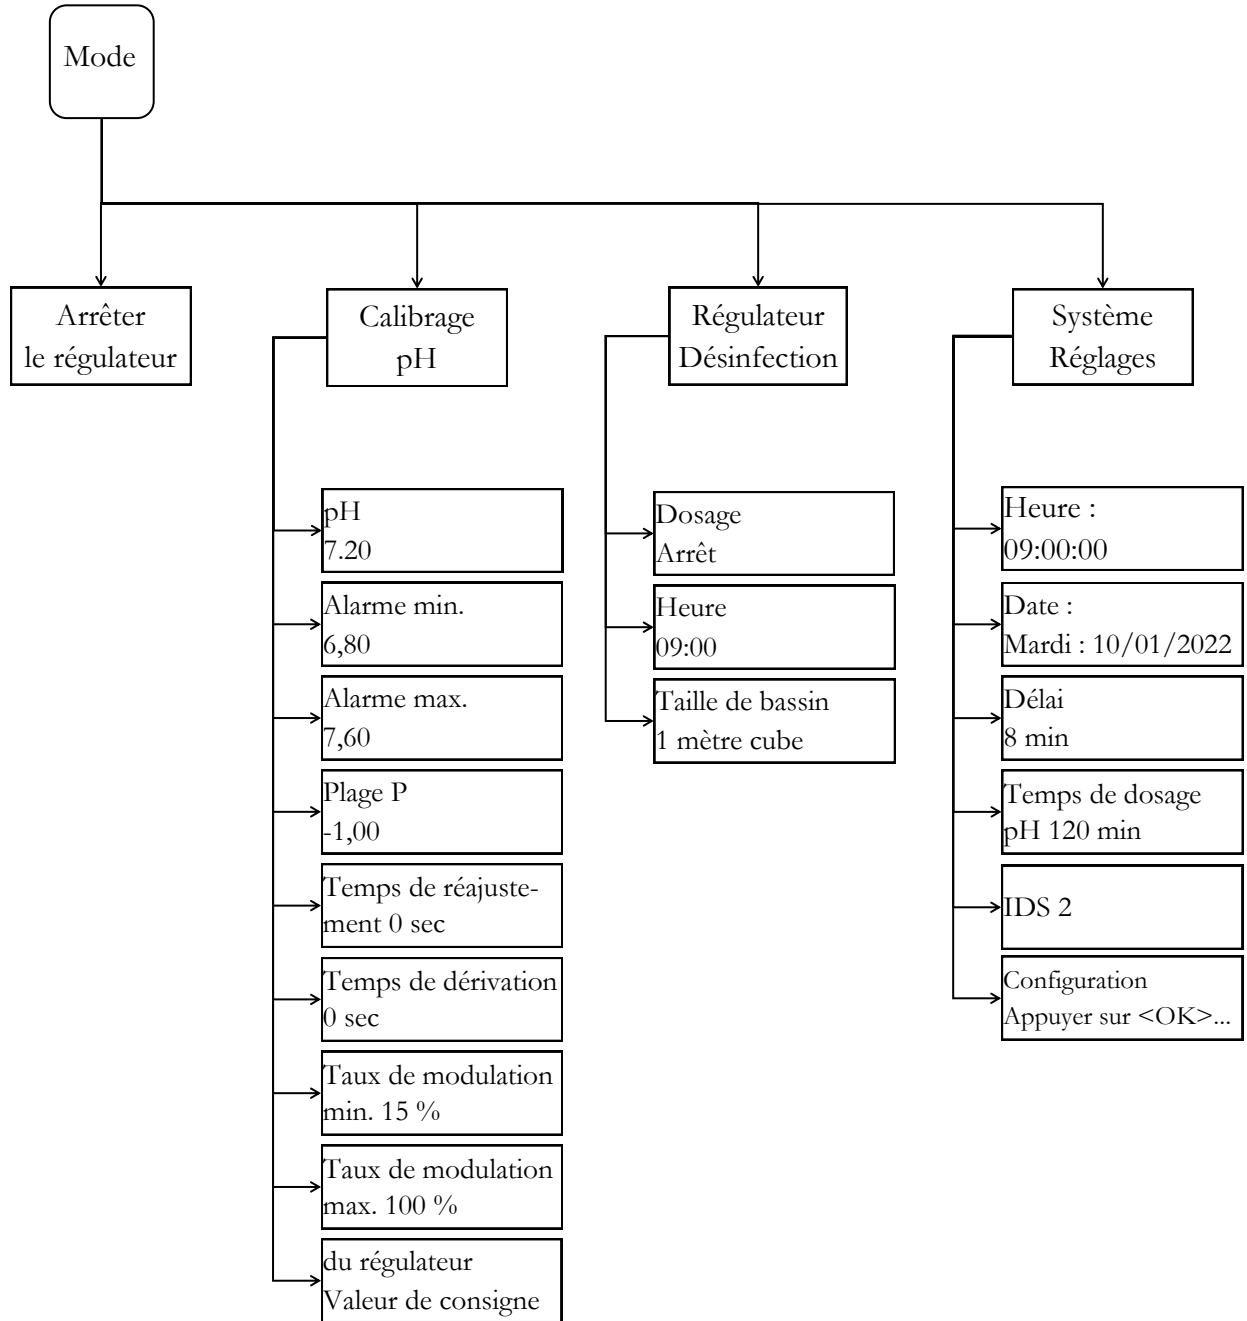 Mode
Arrêter
le régulateur
Calibrage
pH
Régulateur
Désinfection
Système
Réglages
pH
7.20
Alarme min.
6,80
Alarme max.
7,60
Plage P
-1,00
Temps de réajuste-
ment 0 sec
Temps de dérivation
0 sec
Taux de modulation
min. 15 %
Taux de modulation
max. 100 %
du régulateur
Valeur de consigne
Dosage
Arrêt
Heure
09:00
Taille de bassin
1 mètre cube
Heure :
09:00:00
Date :
Mardi : 10/01/2022
Délai
8 min
Temps de dosage
pH 120 min
IDS 2
Configuration
Appuyer sur <OK>...